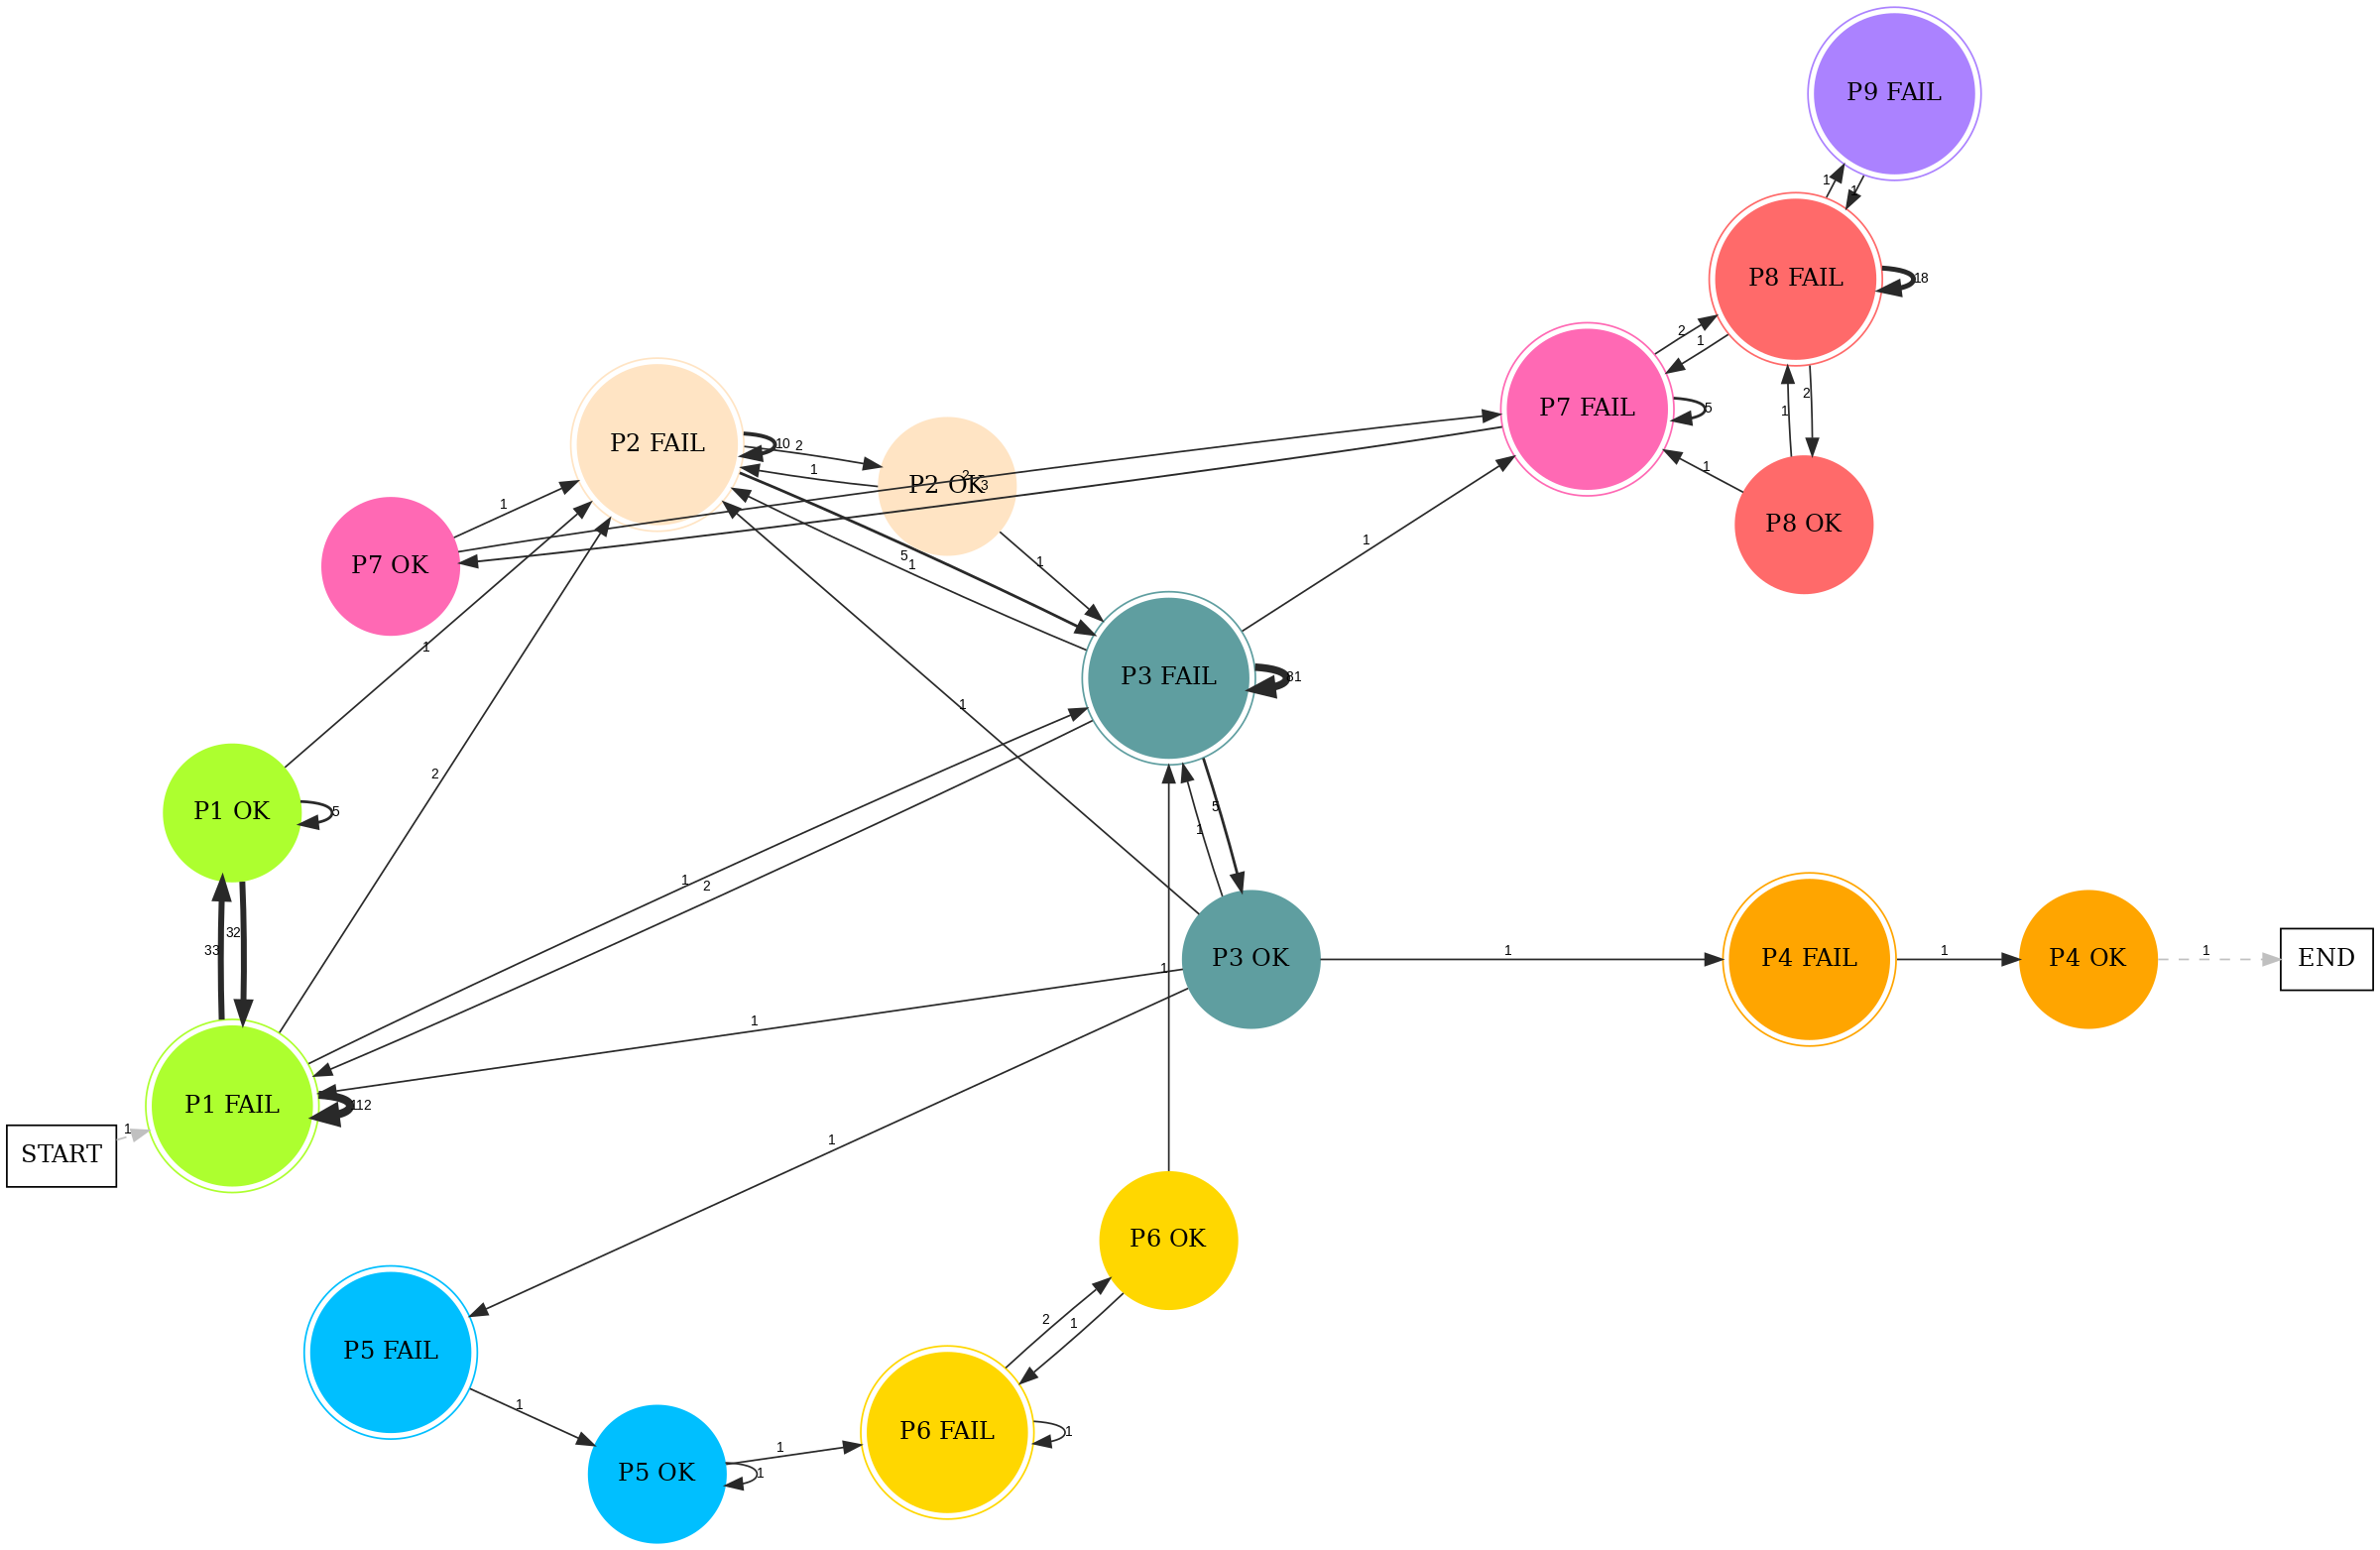 P9 FAIL
1
1
P8 FAIL
18
2
1
P7 FAIL
5
2
1
1
P8 OK
P2 FAIL
10
2
1
P2 OK
2
3
1
P7 OK
5
1
1
1
1
P3 FAIL
31
1
2
P1 OK
5
5
1
1
2
33
32
P3 OK
1
P4 FAIL
1
P4 OK
1
END
1
1
P1 FAIL
112
START
1
1
P6 OK
P5 FAIL
2
1
1
P6 FAIL
1
P5 OK
1
1